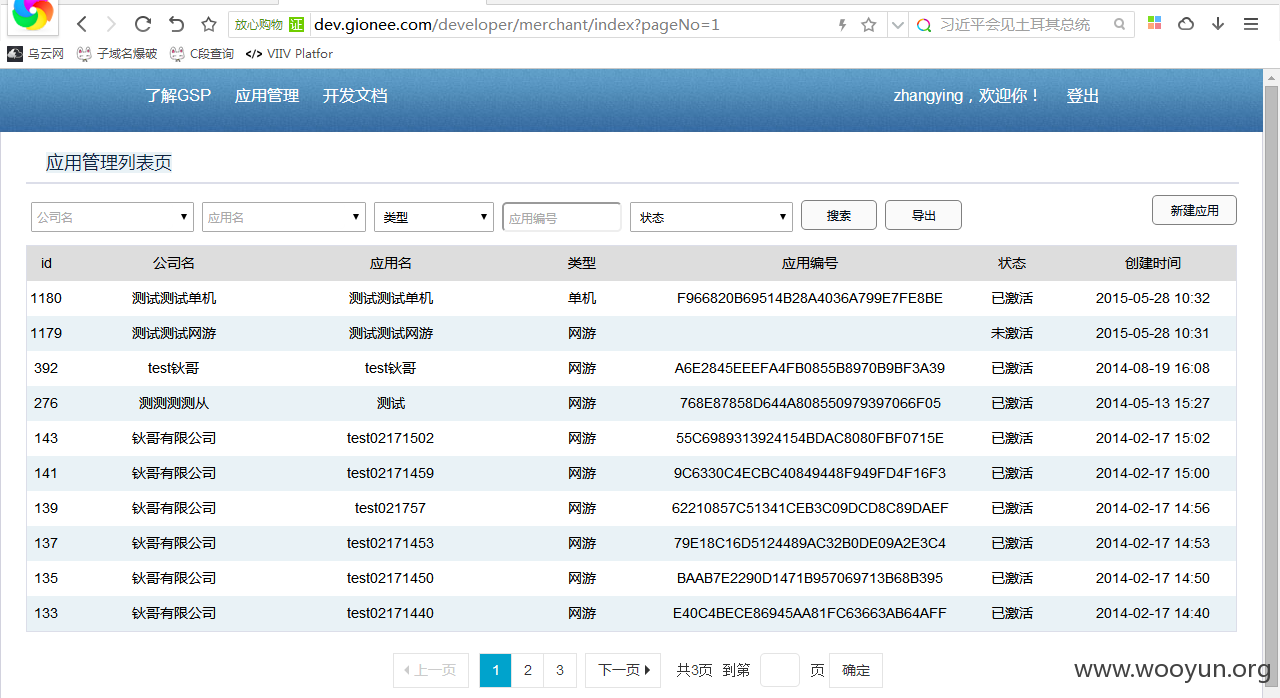 放心购物 证 dev.gionee.com/developer/merchant/index?pageNo=1 习近平会见土耳其总统
乌云网 子域名爆破 C段查询 </> VIIV Platfor
了解GSP 应用管理 开发文档 zhangying，欢迎你！ 登出
应用管理列表页
公司名 应用名 类型 应用编号 状态 搜索 导出 新建应用
id 公司名 应用名 类型 应用编号 状态 创建时间
1180 测试测试单机 测试测试单机 单机 F966820B69514B28A4036A799E7FE8BE 已激活 2015-05-28 10:32
1179 测试测试网游 测试测试网游 网游 未激活 2015-05-28 10:31
392 test钬哥 test钬哥 网游 A6E2845EEEFA4FB0855B8970B9BF3A39 已激活 2014-08-19 16:08
276 测测测测从 测试 网游 768E87858D644A808550979397066F05 已激活 2014-05-13 15:27
143 钬哥有限公司 test02171502 网游 55C6989313924154BDAC8080FBF0715E 已激活 2014-02-17 15:02
141 钬哥有限公司 test02171459 网游 9C6330C4ECBC40849448F949FD4F16F3 已激活 2014-02-17 15:00
139 钬哥有限公司 test021757 网游 62210857C51341CEB3C09DCD8C89DAEF 已激活 2014-02-17 14:56
137 钬哥有限公司 test02171453 网游 79E18C16D5124489AC32B0DE09A2E3C4 已激活 2014-02-17 14:53
135 钬哥有限公司 test02171450 网游 BAAB7E2290D1471B957069713B68B395 已激活 2014-02-17 14:50
133 钬哥有限公司 test02171440 网游 E40C4BECE86945AA81FC63663AB64AFF 已激活 2014-02-17 14:40
上一页 1 2 3 下一页 共3页 到第 页 确定
www.wooyun.org